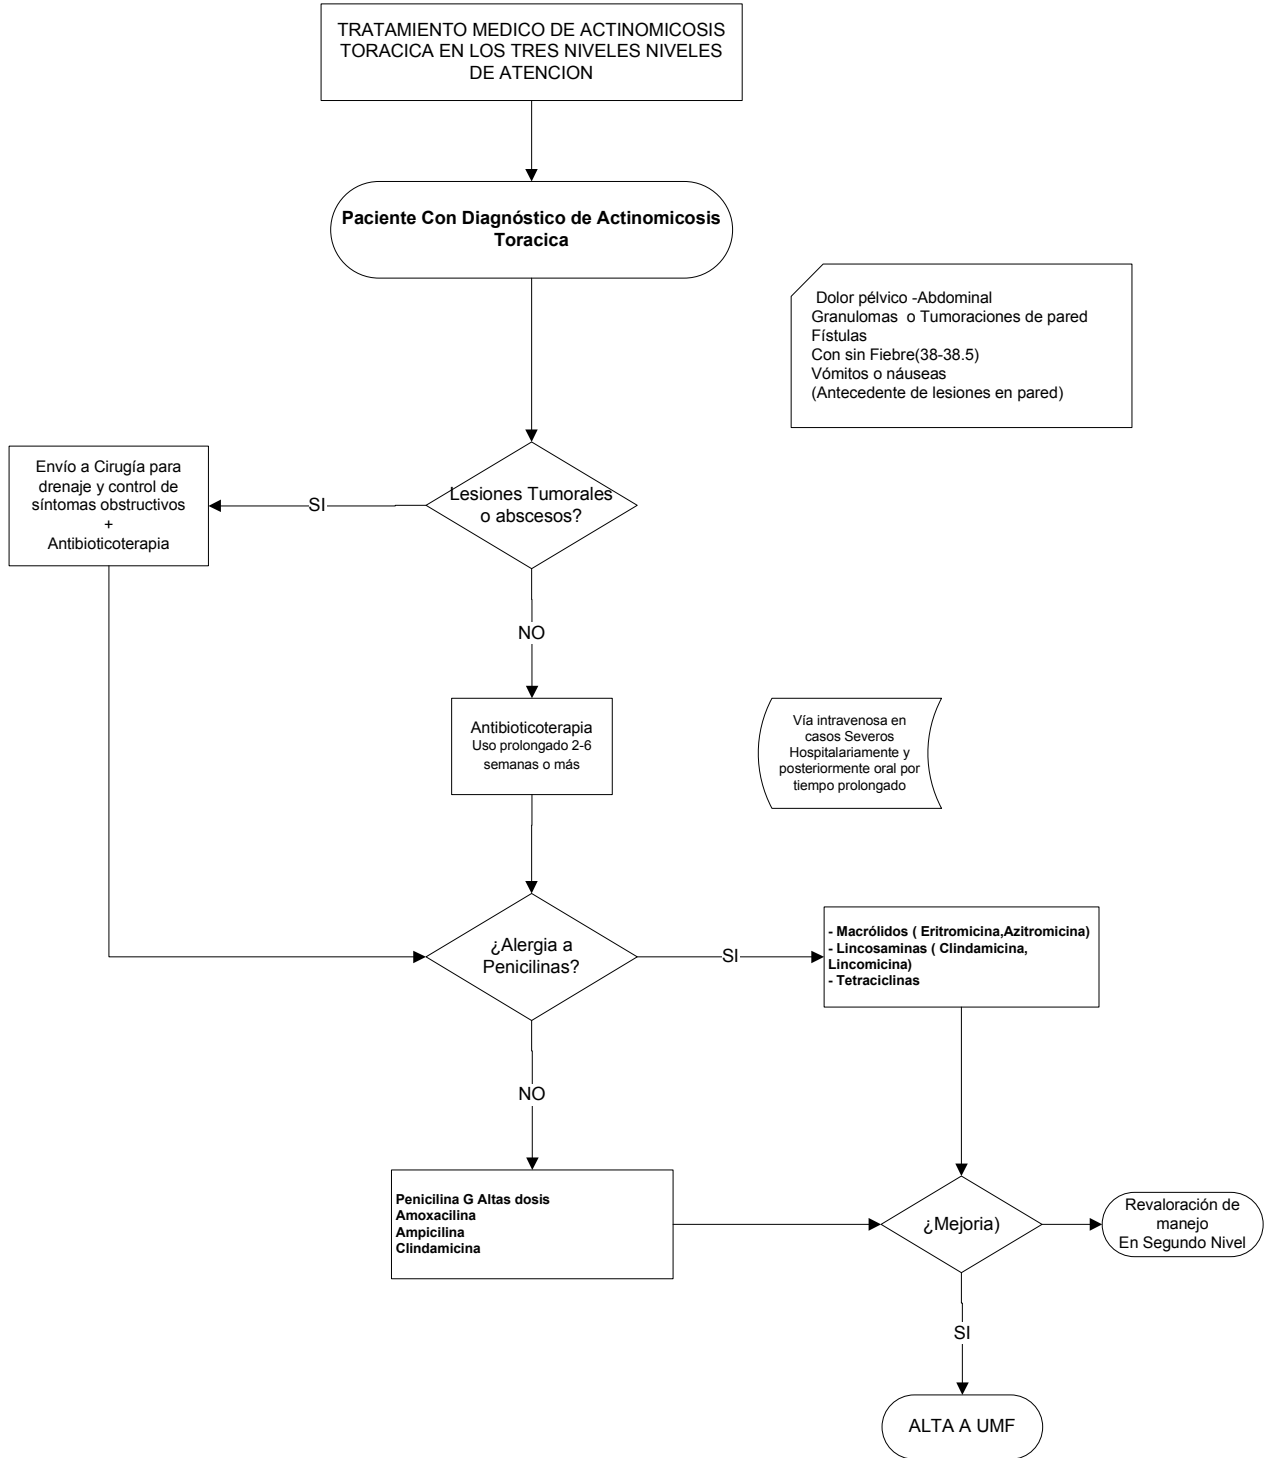 TRATAMIENTO MEDICO DE ACTINOMICOSIS
TORACICA EN LOS TRES NIVELES NIVELES
DE ATENCION
Paciente Con Diagnóstico de Actinomicosis
Toracica
Dolor pélvico -Abdominal
Granulomas o Tumoraciones de pared
Fístulas
Con sin Fiebre(38-38.5)
Vómitos o náuseas
(Antecedente de lesiones en pared)
Lesiones Tumorales
o abscesos?
SI
Envío a Cirugía para
drenaje y control de
síntomas obstructivos
+
Antibioticoterapia
NO
Antibioticoterapia
Uso prolongado 2-6
semanas o más
Vía intravenosa en
casos Severos
Hospitalariamente y
posteriormente oral por
tiempo prolongado
¿Alergia a
Penicilinas?
SI
- Macrólidos ( Eritromicina,Azitromicina)
- Lincosaminas ( Clindamicina,
Lincomicina)
- Tetraciclinas
NO
Penicilina G Altas dosis
Amoxacilina
Ampicilina
Clindamicina
¿Mejoria)
Revaloración de
manejo
En Segundo Nivel
SI
ALTA A UMF